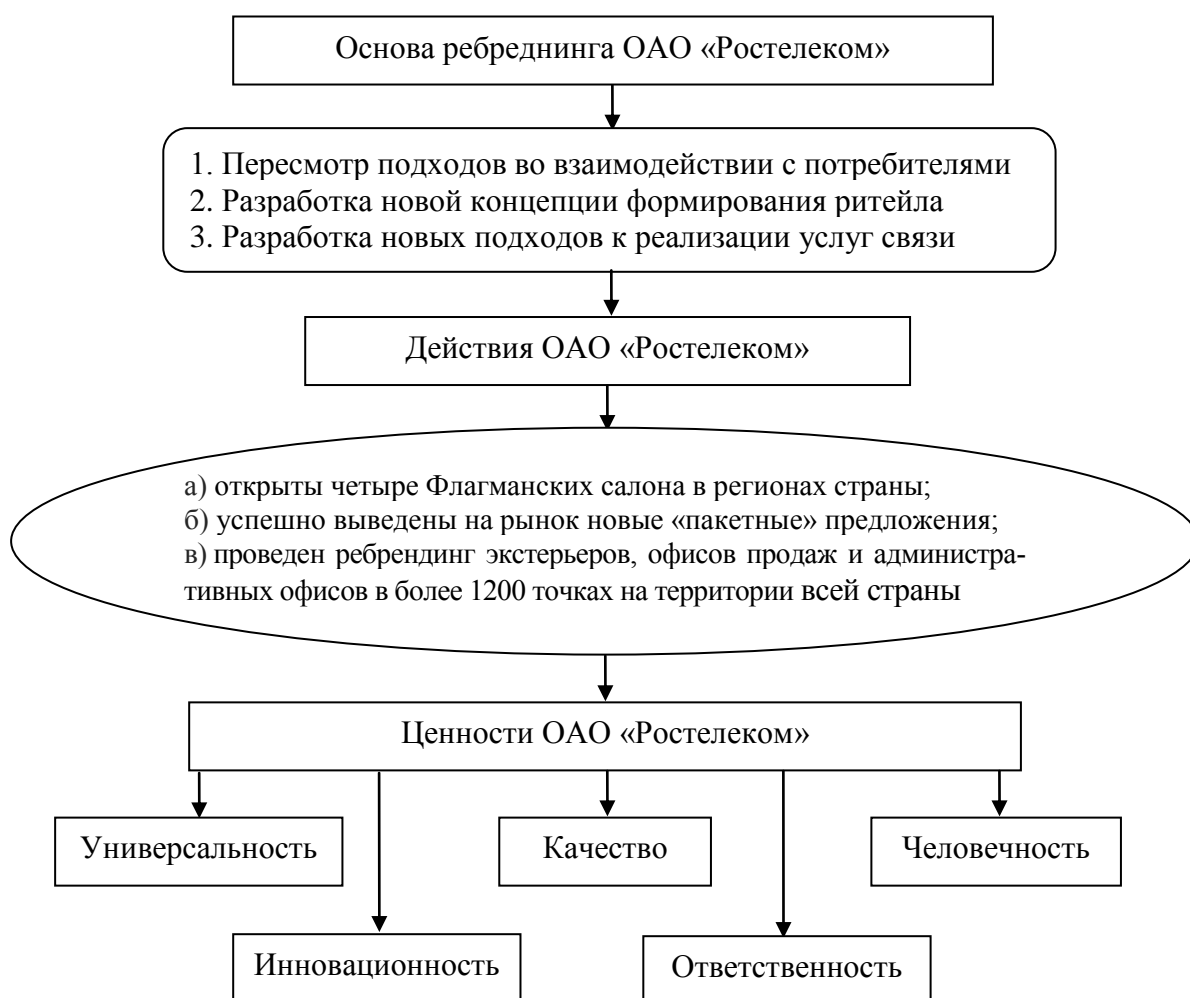 Основа ребреднинга ОАО «Ростелеком»
1. Пересмотр подходов во взаимодействии с потребителями
2. Разработка новой концепции формирования ритейла
3. Разработка новых подходов к реализации услуг связи
Действия ОАО «Ростелеком»
а) открыты четыре Флагманских салона в регионах страны;
б) успешно выведены на рынок новые «пакетные» предложения;
в) проведен ребрендинг экстерьеров, офисов продаж и администра-
тивных офисов в более 1200 точках на территории всей страны
Ценности ОАО «Ростелеком»
Универсальность
Качество
Человечность
Инновационность
Ответственность